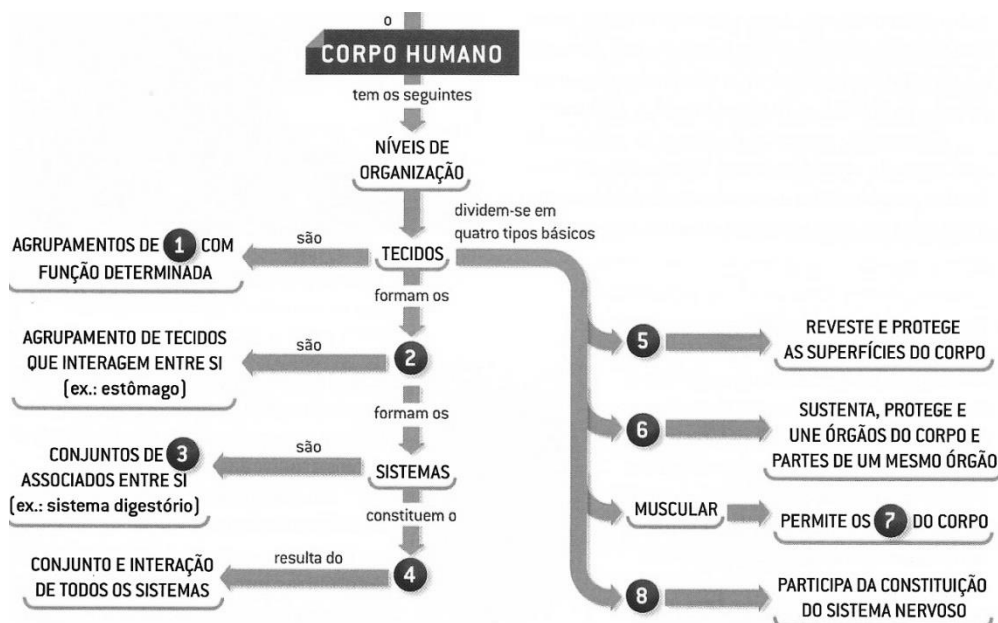 o
CORPO HUMANO
tem os seguintes
NÍVEIS DE
ORGANIZAÇÃO
dividem-se em
quatro tipos básicos
AGRUPAMENTOS DE 1 COM
FUNÇÃO DETERMINADA
são
TECIDOS
formam os
AGRUPAMENTO DE TECIDOS
QUE INTERAGEM ENTRE SI
(ex.: estômago)
são
2
formam os
CONJUNTOS DE 3
ASSOCIADOS ENTRE SI
(ex.: sistema digestório)
são
SISTEMAS
constituem o
CONJUNTO E INTERAÇÃO
DE TODOS OS SISTEMAS
resulta do
4
5
REVESTE E PROTEGE
AS SUPERFÍCIES DO CORPO
6
SUSTENTA, PROTEGE E
UNE ÓRGÃOS DO CORPO E
PARTES DE UM MESMO ÓRGÃO
MUSCULAR
PERMITE OS 7 DO CORPO
8
PARTICIPA DA CONSTITUIÇÃO
DO SISTEMA NERVOSO